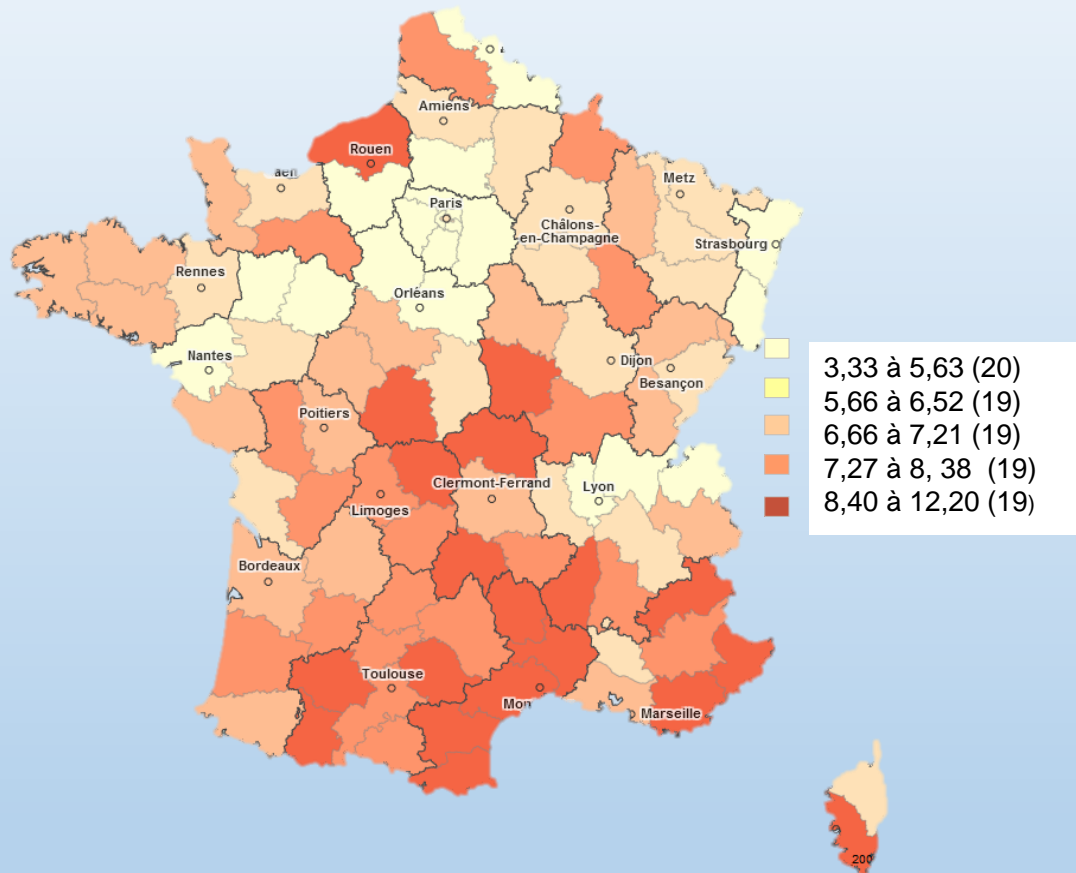 Amiens
Rouen
aen
Metz
Paris
Châlons-
en-Champagne
Strasbourg
Rennes
Orléans
Nantes
Dijon
Besançon
Poitiers
Clermont-Ferrand
Lyon
Limoges
Bordeaux
Toulouse
Mon
Marseille
200
3,33 à 5,63 (20)
5,66 à 6,52 (19)
6,66 à 7,21 (19)
7,27 à 8, 38 (19)
8,40 à 12,20 (19)